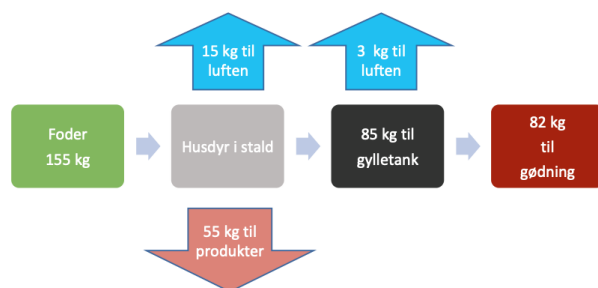 15 kg til
luften
3 kg til
luften
Foder
155 kg
Husdyr i stald
85 kg til
gylletank
82 kg
til
gødning
55 kg til
produkter